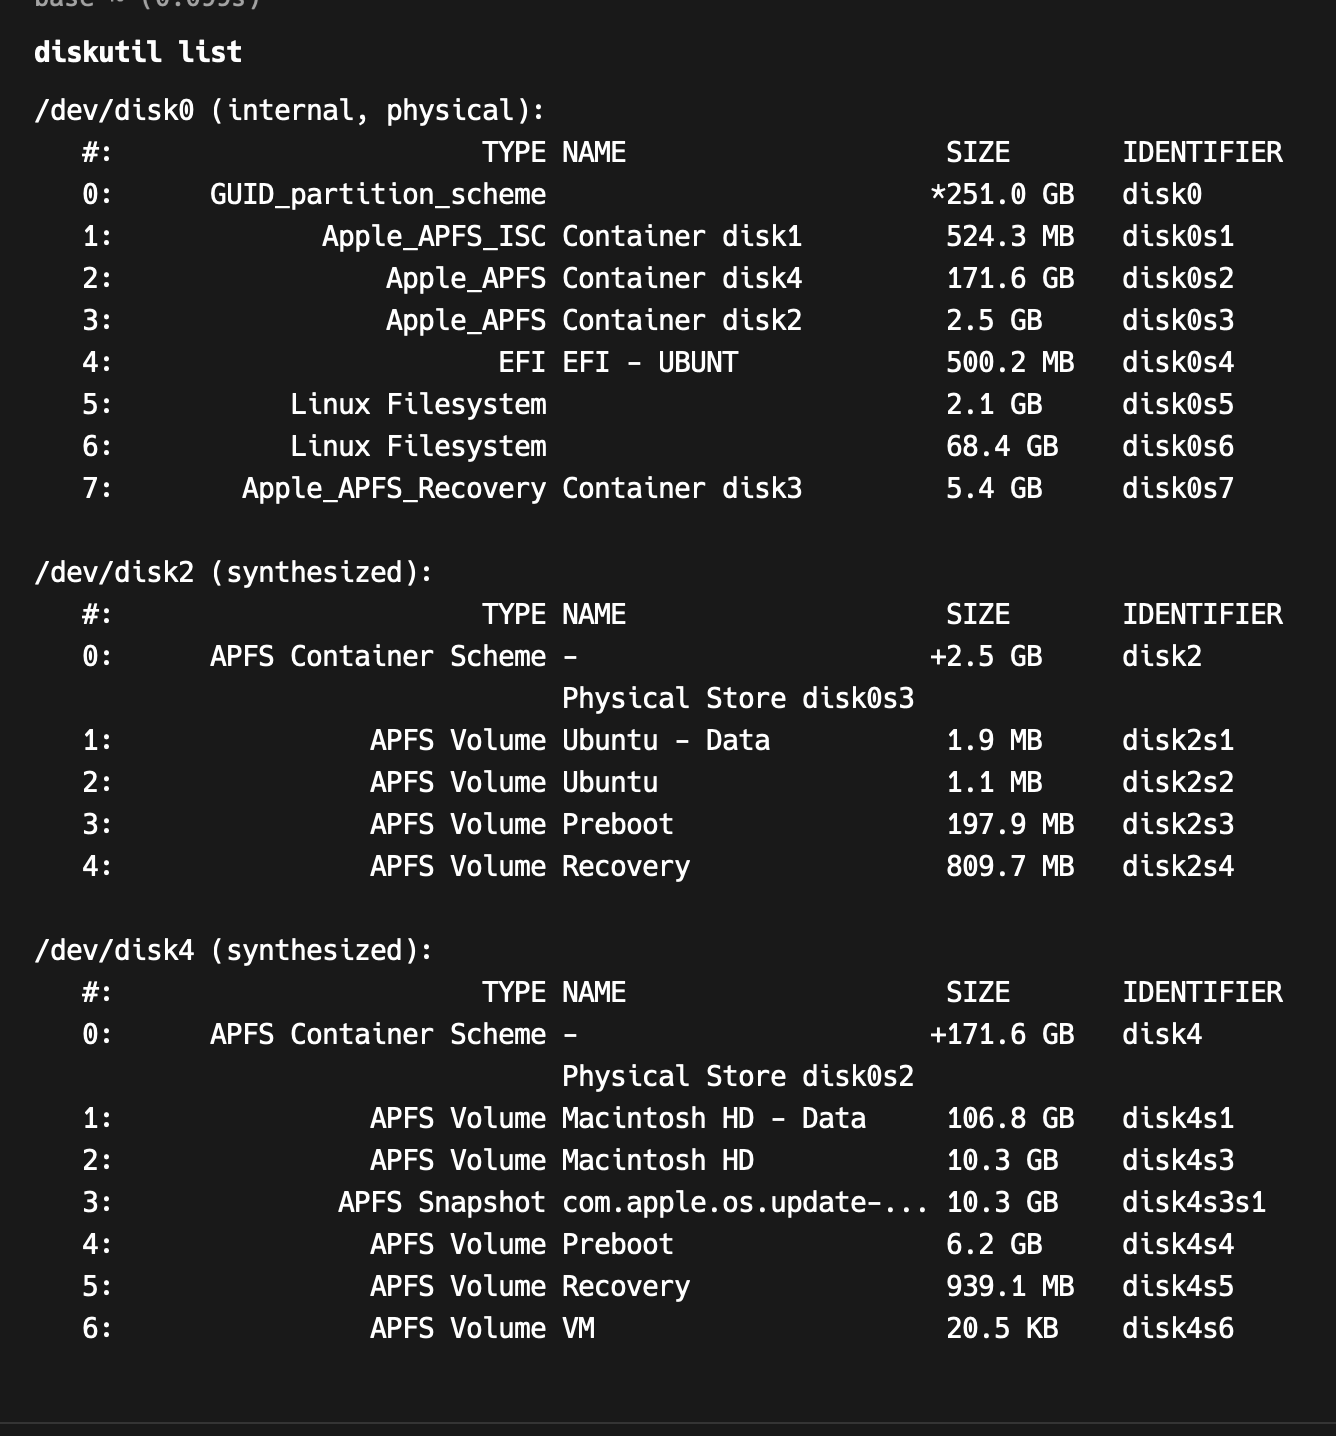 base ~ (0.099s)
diskutil list
/dev/disk0 (internal, physical):
#: TYPE NAME SIZE IDENTIFIER
0: GUID_partition_scheme *251.0 GB disk0
1: Apple_APFS_ISC Container disk1 524.3 MB disk0s1
2: Apple_APFS Container disk4 171.6 GB disk0s2
3: Apple_APFS Container disk2 2.5 GB disk0s3
4: EFI EFI - UBUNT 500.2 MB disk0s4
5: Linux Filesystem 2.1 GB disk0s5
6: Linux Filesystem 68.4 GB disk0s6
7: Apple_APFS_Recovery Container disk3 5.4 GB disk0s7
/dev/disk2 (synthesized):
#: TYPE NAME SIZE IDENTIFIER
0: APFS Container Scheme - +2.5 GB disk2
Physical Store disk0s3
1: APFS Volume Ubuntu - Data 1.9 MB disk2s1
2: APFS Volume Ubuntu 1.1 MB disk2s2
3: APFS Volume Preboot 197.9 MB disk2s3
4: APFS Volume Recovery 809.7 MB disk2s4
/dev/disk4 (synthesized):
#: TYPE NAME SIZE IDENTIFIER
0: APFS Container Scheme - +171.6 GB disk4
Physical Store disk0s2
1: APFS Volume Macintosh HD - Data 106.8 GB disk4s1
2: APFS Volume Macintosh HD 10.3 GB disk4s3
3: APFS Snapshot com.apple.os.update-... 10.3 GB disk4s3s1
4: APFS Volume Preboot 6.2 GB disk4s4
5: APFS Volume Recovery 939.1 MB disk4s5
6: APFS Volume VM 20.5 KB disk4s6